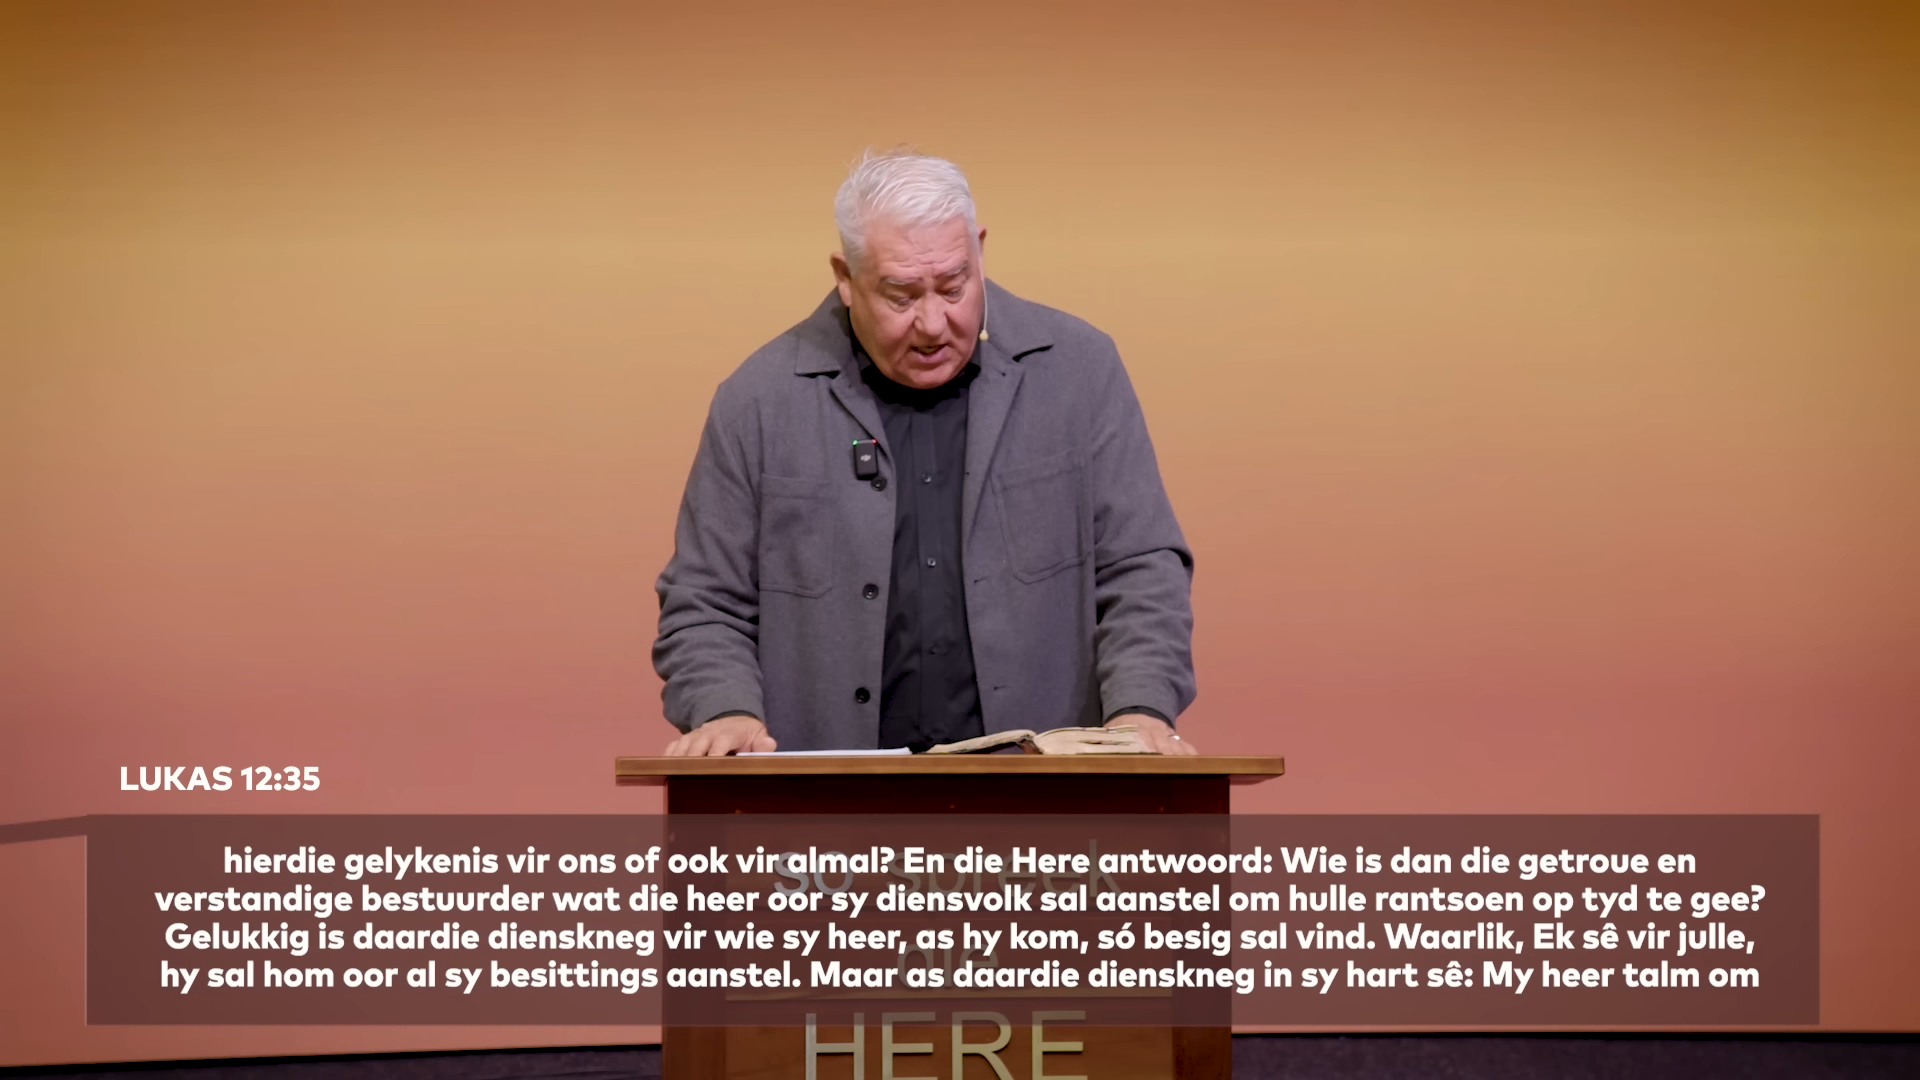 LUKAS 12:35
hierdie gelykenis vir ons of ook vir almal? En die Here antwoord: Wie is dan die getroue en
verstandige bestuurder wat die heer oor sy diensvolk sal aanstel om hulle rantsoen op tyd te gee?
Gelukkig is daardie dienskneg vir wie sy heer, as hy kom, só besig sal vind. Waarlik, Ek sê vir julle,
hy sal hom oor al sy besittings aanstel. Maar as daardie dienskneg in sy hart sê: My heer talm om
so spreek
die
HERE